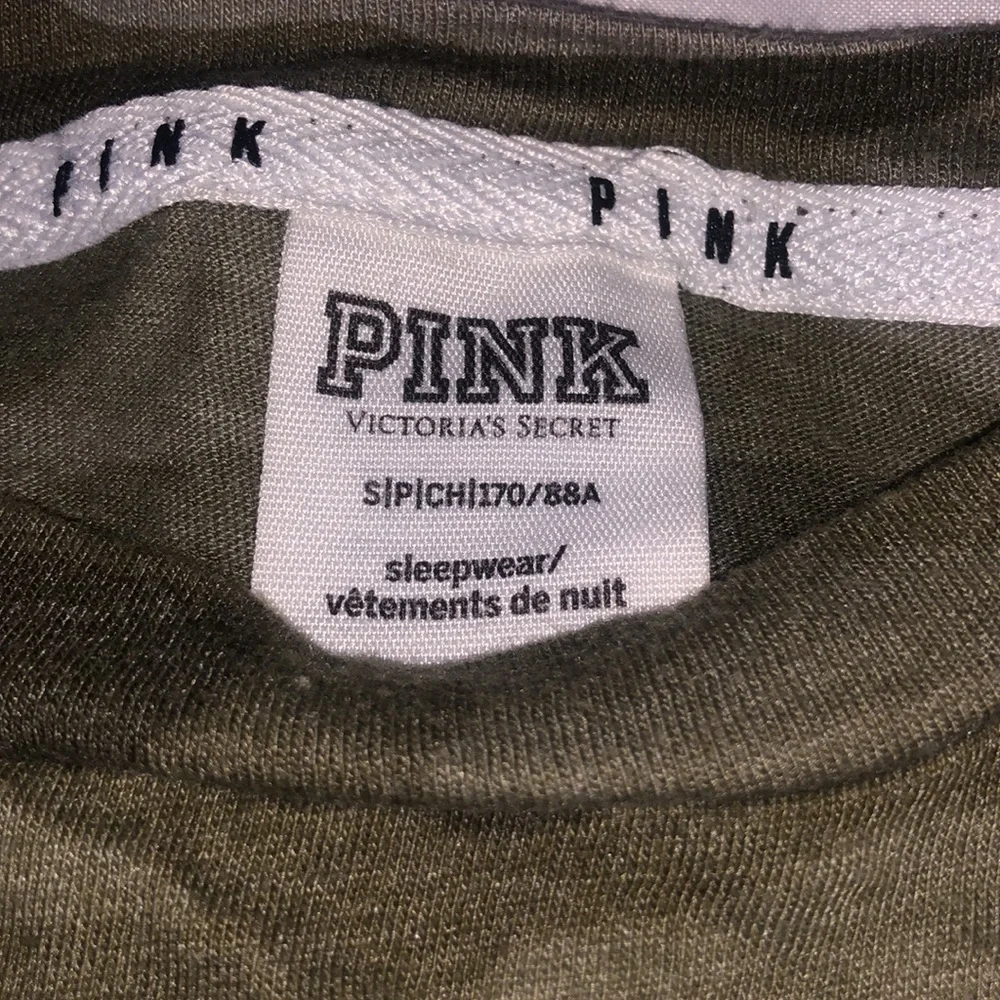 PINK PINK
PINK
VICTORIA'S SECRET
S|P|CH|170/88A
sleepwear/
vêtements de nuit